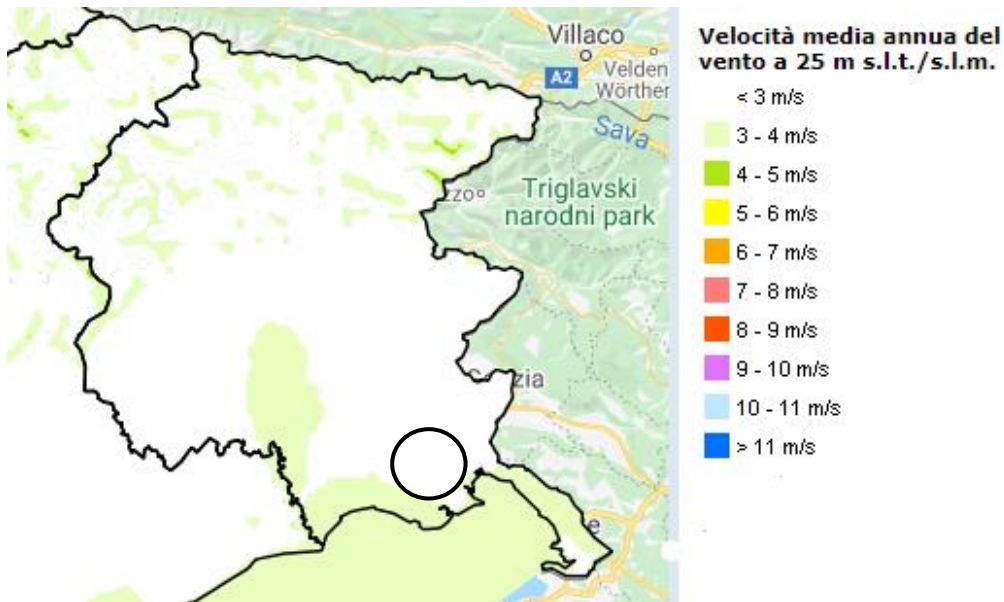 Villaco
A2
Velden
Wörther
Sava
zzo
Triglavski
narodni park
zia
e
Velocità media annua del
vento a 25 m s.l.t./s.l.m.
< 3 m/s
3 - 4 m/s
4 - 5 m/s
5 - 6 m/s
6 - 7 m/s
7 - 8 m/s
8 - 9 m/s
9 - 10 m/s
10 - 11 m/s
> 11 m/s